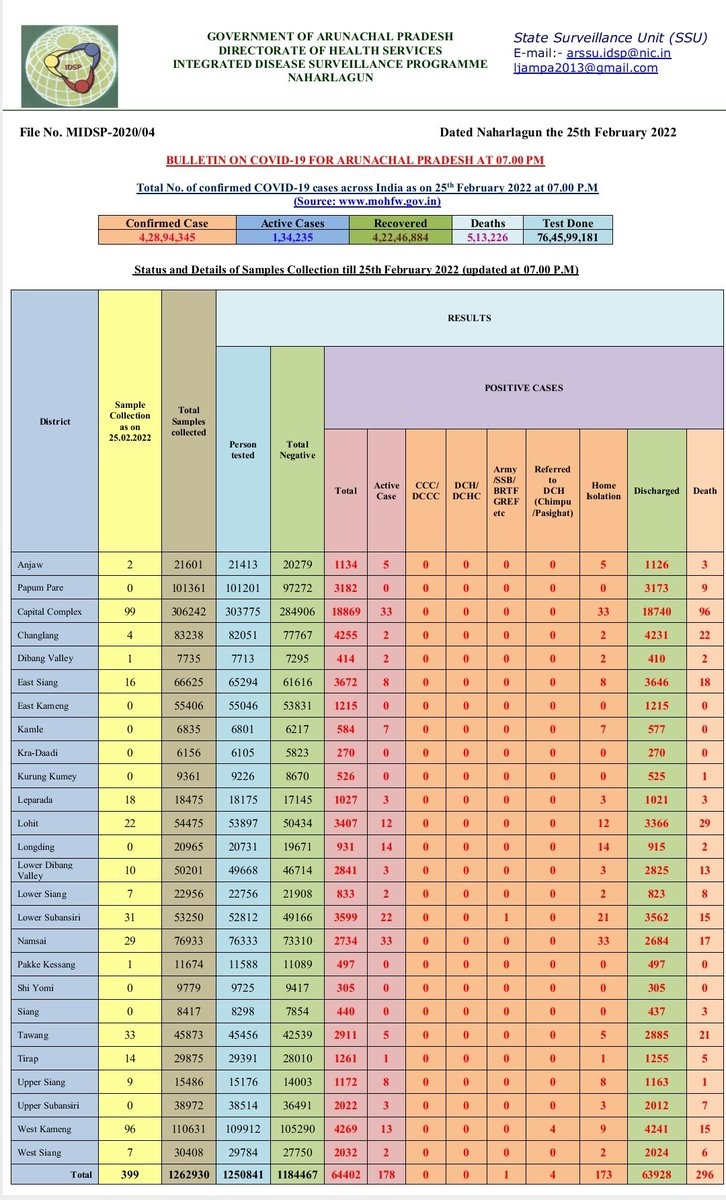 IDSP
GOVERNMENT OF ARUNACHAL PRADESH
DIRECTORATE OF HEALTH SERVICES
INTEGRATED DISEASE SURVEILLANCE PROGRAMME
NAHARLAGUN
State Surveillance Unit (SSU)
E-mail:- arssu.idsp@nic.in
ljampa2013@gmail.com
File No. MIDSP-2020/04 Dated Naharlagun the 25th February 2022
BULLETIN ON COVID-19 FOR ARUNACHAL PRADESH AT 07.00 PM
Total No. of confirmed COVID-19 cases across India as on 25th February 2022 at 07.00 P.M
(Source: www.mohfw.gov.in)
Confirmed Case Active Cases Recovered Deaths Test Done
4,28,94,345 1,34,235 4,22,46,884 5,13,226 76,45,99,181
Status and Details of Samples Collection till 25th February 2022 (updated at 07.00 P.M)
District
Sample
Collection
as on
25.02.2022
Total
Samples
collected
RESULTS
Person
tested
Total
Negative
POSITIVE CASES
Total
Active
Case
CCC/
DCCC
DCH/
DCHC
Army
/SSB/
BRTF
GREF
etc
Referred
to
DCH
(Chimpu
/Pasighat)
Home
Isolation
Discharged
Death
Anjaw 2 21601 21413 20279 1134 5 0 0 0 0 5 1126 3
Papum Pare 0 101361 101201 97272 3182 0 0 0 0 0 0 3173 9
Capital Complex 99 306242 303775 284906 18869 33 0 0 0 0 33 18740 96
Changlang 4 83238 82051 77767 4255 2 0 0 0 0 2 4231 22
Dibang Valley 1 7735 7713 7295 414 2 0 0 0 0 2 410 2
East Siang 16 66625 65294 61616 3672 8 0 0 0 0 8 3646 18
East Kameng 0 55406 55046 53831 1215 0 0 0 0 0 0 1215 0
Kamle 0 6835 6801 6217 584 7 0 0 0 0 7 577 0
Kra-Daadi 0 6156 6105 5823 270 0 0 0 0 0 0 270 0
Kurung Kumey 0 9361 9226 8670 526 0 0 0 0 0 0 525 1
Leparada 18 18475 18175 17145 1027 3 0 0 0 0 3 1021 3
Lohit 22 54475 53897 50434 3407 12 0 0 0 0 12 3366 29
Longding 0 20965 20731 19671 931 14 0 0 0 0 14 915 2
Lower Dibang
Valley 10 50201 49668 46714 2841 3 0 0 0 0 3 2825 13
Lower Siang 7 22956 22756 21908 833 2 0 0 0 0 2 823 8
Lower Subansiri 31 53250 52812 49166 3599 22 0 0 1 0 21 3562 15
Namsai 29 76933 76333 73310 2734 33 0 0 0 0 33 2684 17
Pakke Kessang 1 11674 11588 11089 497 0 0 0 0 0 0 497 0
Shi Yomi 0 9779 9725 9417 305 0 0 0 0 0 0 305 0
Siang 0 8417 8298 7854 440 0 0 0 0 0 0 437 3
Tawang 33 45873 45456 42539 2911 5 0 0 0 0 5 2885 21
Tirap 14 29875 29391 28010 1261 1 0 0 0 0 1 1255 5
Upper Siang 9 15486 15176 14003 1172 8 0 0 0 0 8 1163 1
Upper Subansiri 0 38972 38514 36491 2022 3 0 0 0 0 3 2012 7
West Kameng 96 110631 109912 105290 4269 13 0 0 0 4 9 4241 15
West Siang 7 30408 29784 27750 2032 2 0 0 0 0 2 2024 6
Total 399 1262930 1250841 1184467 64402 178 0 0 1 4 173 63928 296